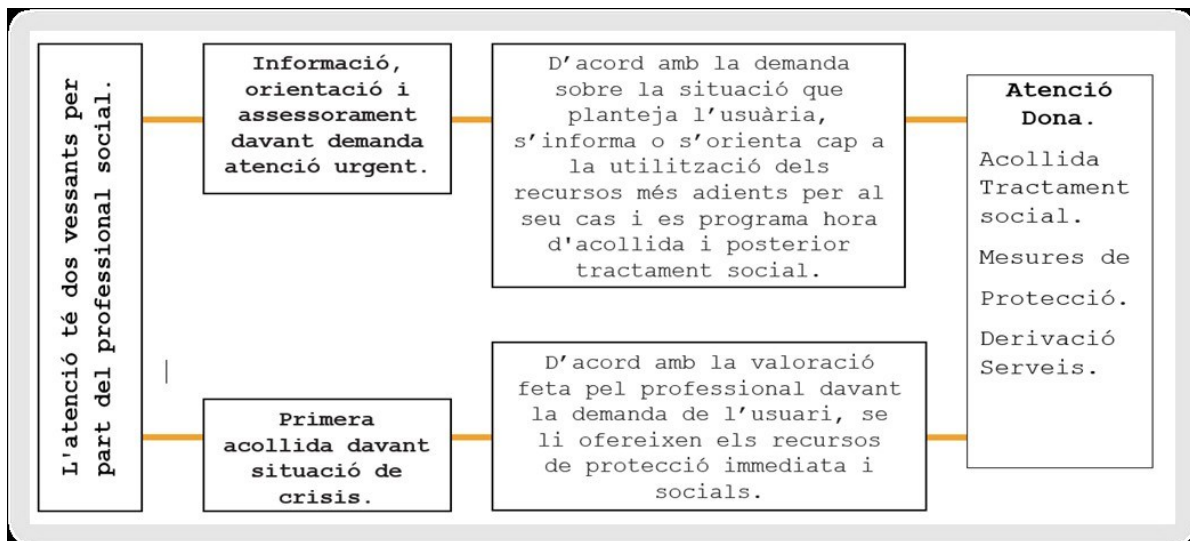 L'atenció té dos vessants per
part del professional social.
Informació,
orientació i
assessorament
davant demanda
atenció urgent.
D’acord amb la demanda
sobre la situació que
planteja l’usuària,
s’informa o s’orienta cap a
la utilització dels
recursos més adients per al
seu cas i es programa hora
d'acollida i posterior
tractament social.
Primera
acollida davant
situació de
crisis.
D’acord amb la valoració
feta pel professional davant
la demanda de l’usuari, se
li ofereixen els recursos
de protecció immediata i
socials.
Atenció
Dona.
Acollida
Tractament
social.
Mesures de
Protecció.
Derivació
Serveis.